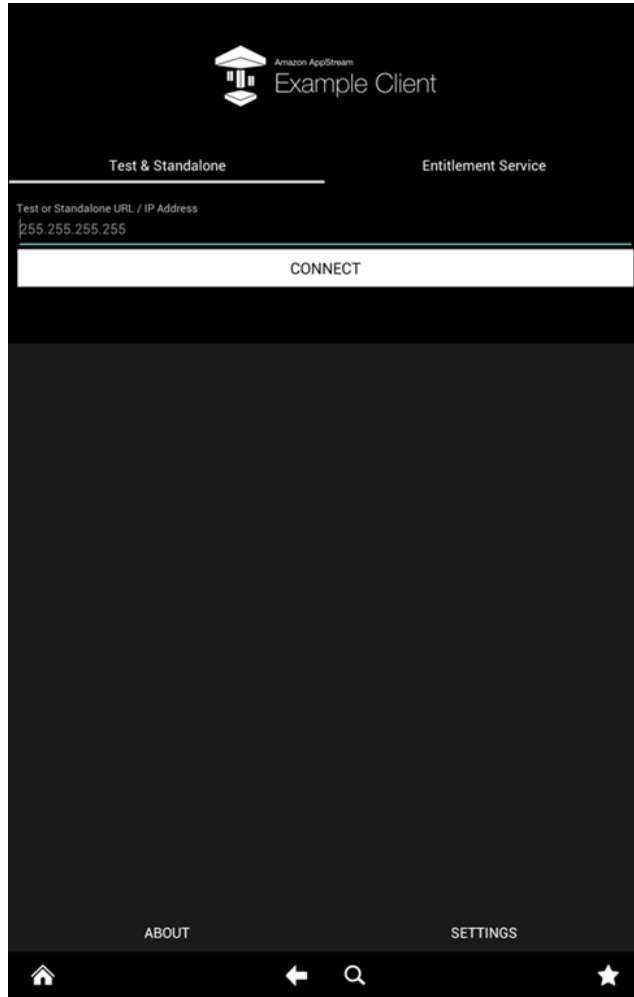 Amazon AppStream
Example Client
Test & Standalone
Entitlement Service
Test or Standalone URL / IP Address
255.255.255.255
CONNECT
ABOUT
SETTINGS